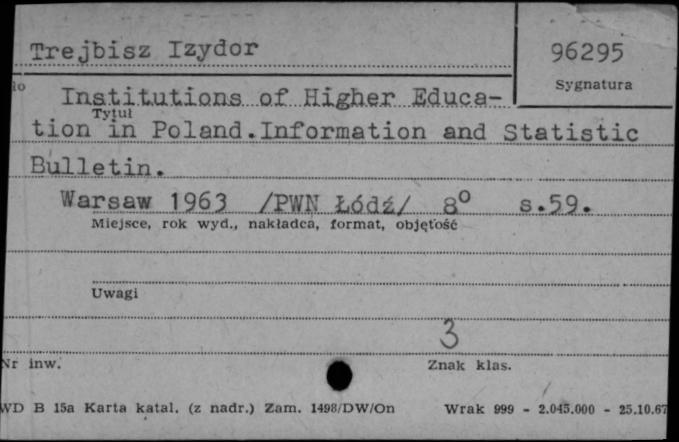 Trejbisz Izydor
96295
Sygnatura
Institutions of Higher Educa-
Tytuł
tion in Poland.Information and Statistic
Bulletin.
Warsaw 1963 /PWN Łódź/ 8º s.59.
Miejsce, rok wyd., nakładca, format, objętość
Uwagi
3
Nr inw. Znak klas.
WD B 15a Karta katal. (z nadr.) Zam. 1498/DW/On Wrak 999 - 2.045.000 - 25.10.67